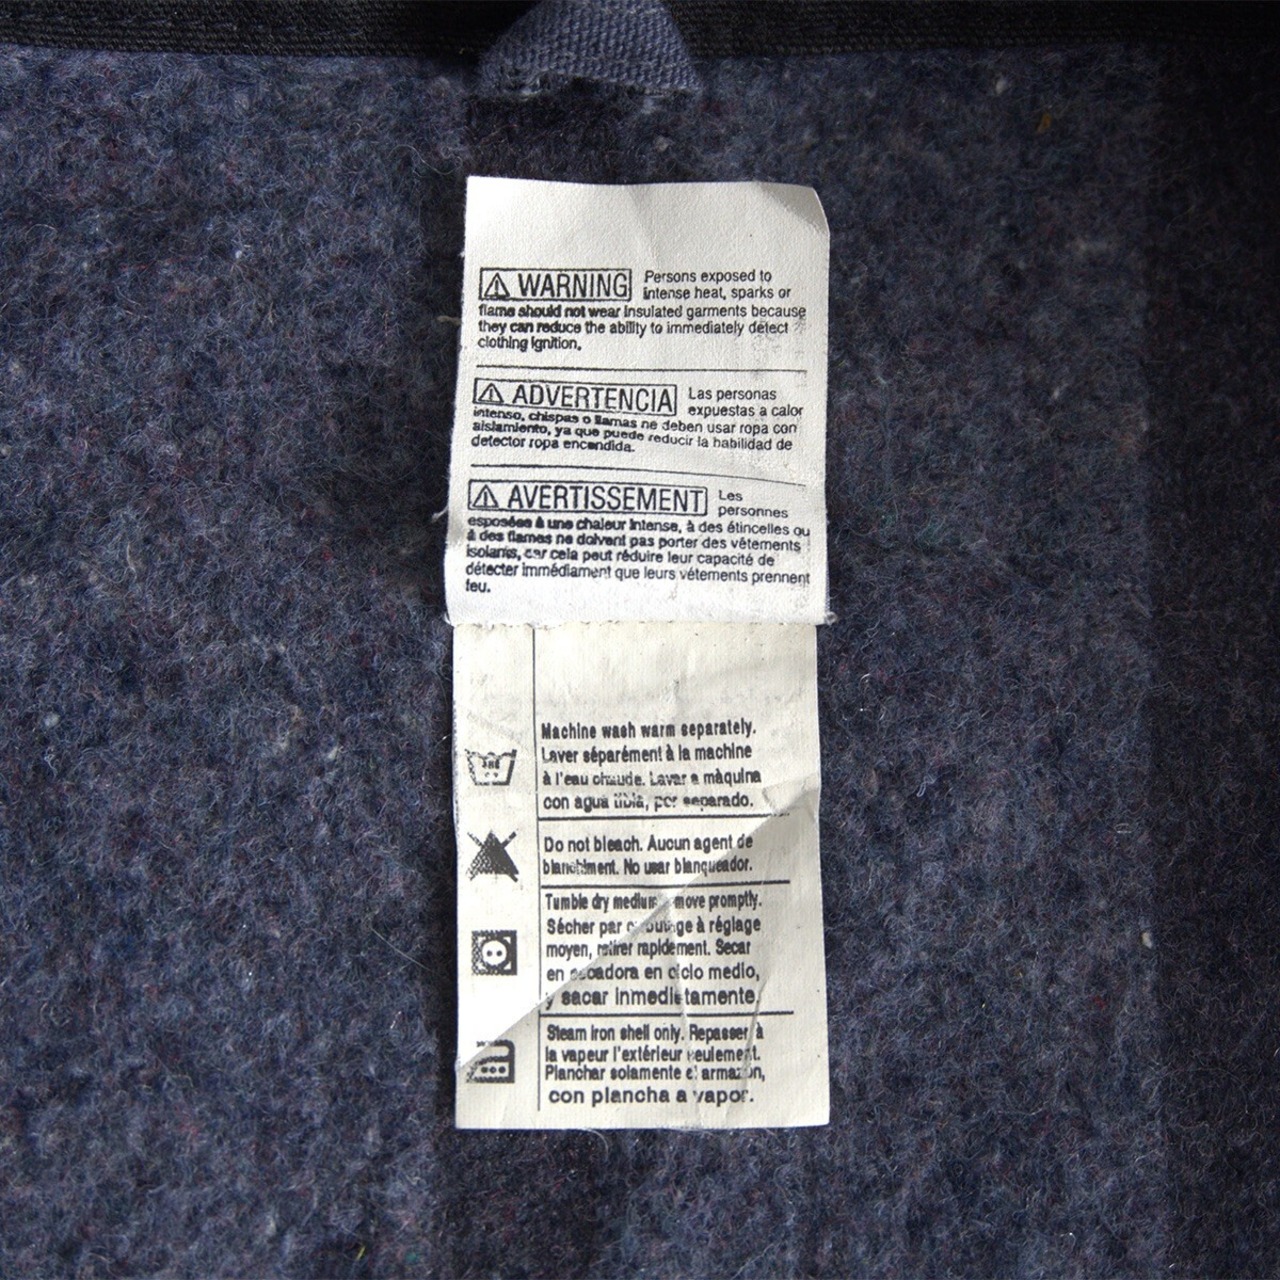 ⚠ WARNING Persons exposed to
intense heat, sparks or
flame should not wear insulated garments because
they can reduce the ability to immediately detect
clothing ignition.
⚠ ADVERTENCIA Las personas
expuestas a calor
intenso, chispas o llamas ne deben usar ropa con
aislamiento, ya que puede reducir la habilidad de
detector ropa encendida.
⚠ AVERTISSEMENT Les
personnes
esposées à une chaleur intense, à des étincelles ou
à des flames ne doivent pas porter des vêtements
isolants, car cela peut réduire leur capacité de
détecter immédiament que leurs vétements prennent
feu.
Machine wash warm separately.
Laver séparément à la machine
à l'eau chaude. Lavar a màquina
con agua tibia, por separado.
Do not bleach. Aucun agent de
blanchiment. No usar blanqueador.
Tumble dry medium move promptly.
Sécher par à réglage
moyen, retirer rapidement. Secar
en secadora en ciclo medio,
y sacar inmediatamente.
Steam iron shell only. Repasser à
la vapeur l'extérieur seulement.
Planchar solamente el armazón,
con plancha a vapor.